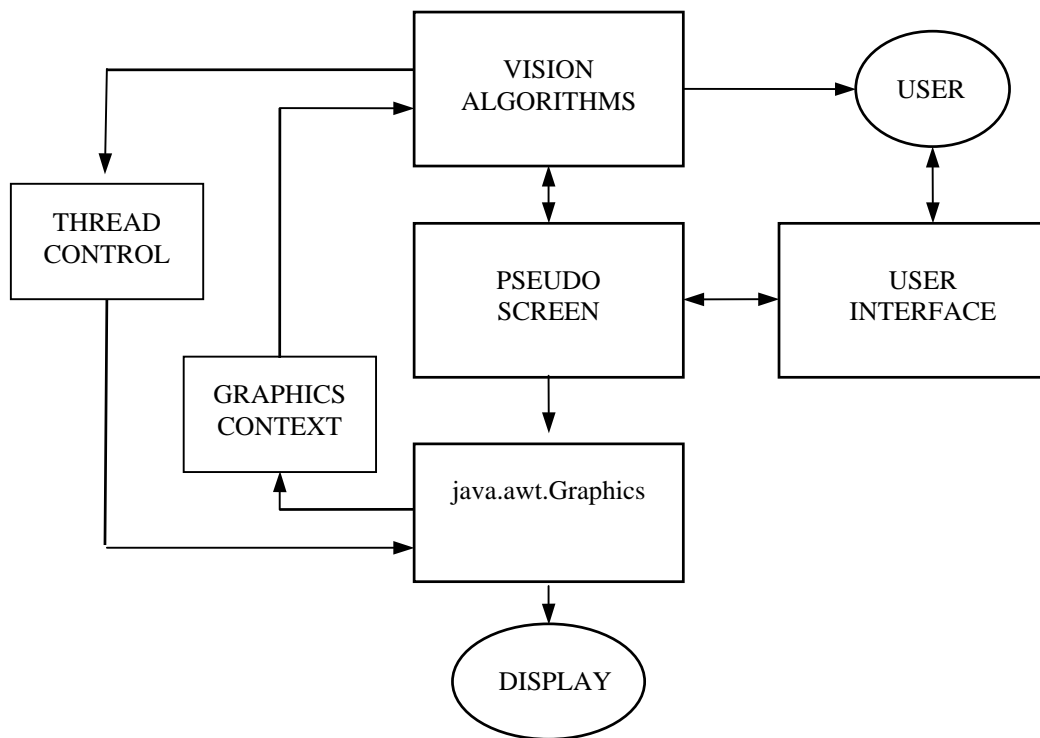 VISION
ALGORITHMS
USER
THREAD
CONTROL
PSEUDO
SCREEN
USER
INTERFACE
GRAPHICS
CONTEXT
java.awt.Graphics
DISPLAY